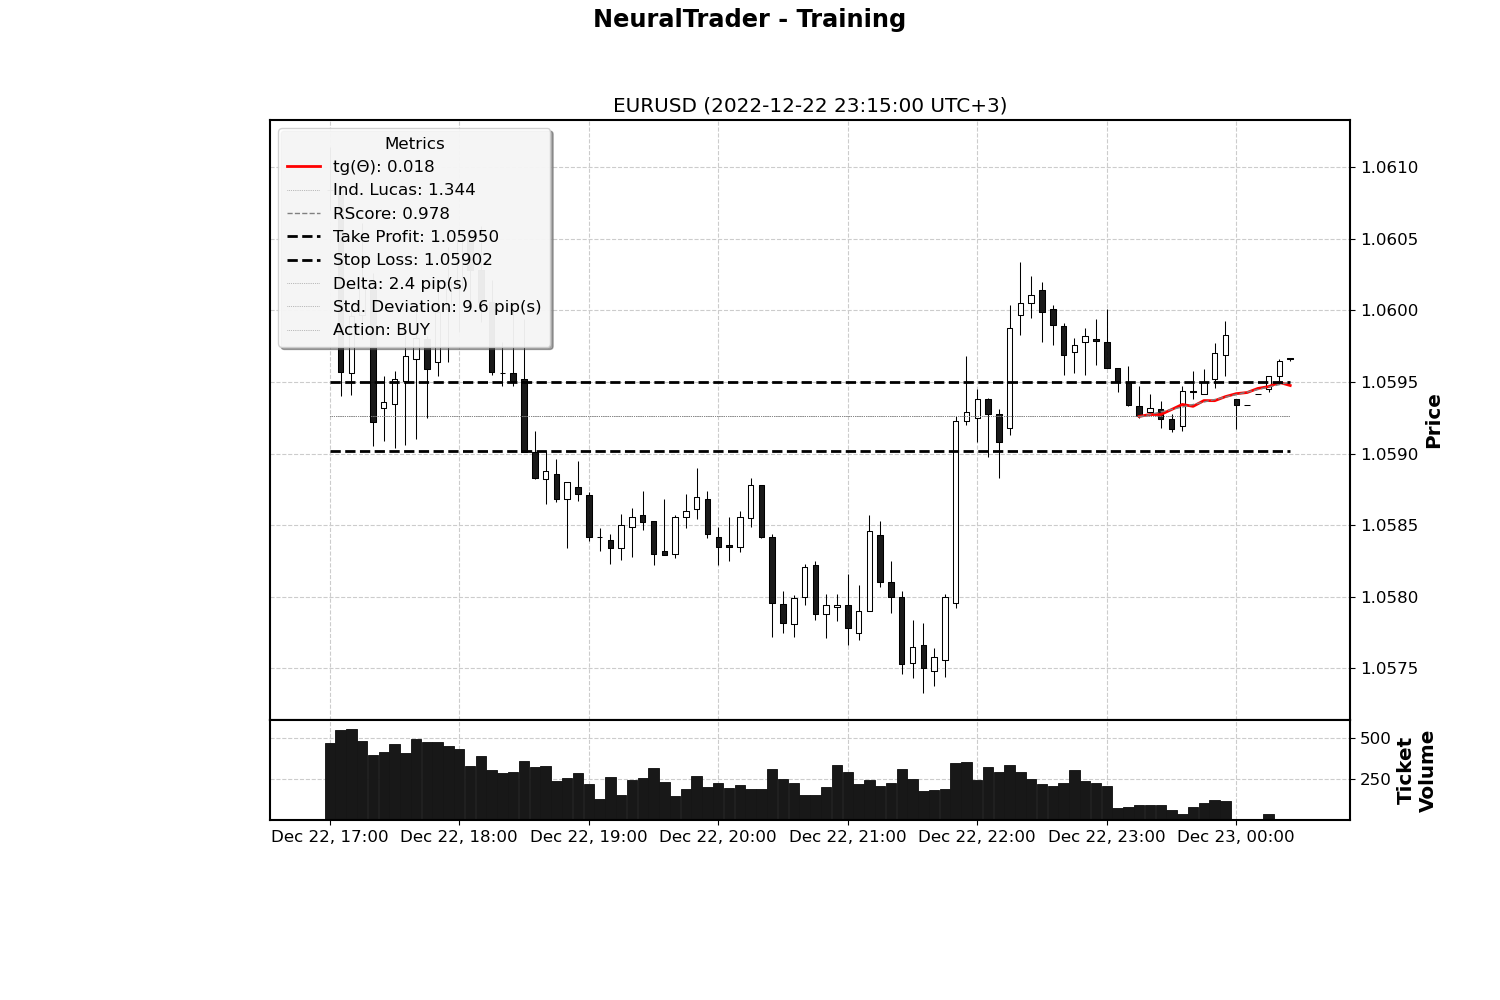 NeuralTrader - Training
EURUSD (2022-12-22 23:15:00 UTC+3)
Metrics
tg(Θ): 0.018
Ind. Lucas: 1.344
RScore: 0.978
Take Profit: 1.05950
Stop Loss: 1.05902
Delta: 2.4 pip(s)
Std. Deviation: 9.6 pip(s)
Action: BUY
1.0610
1.0605
1.0600
1.0595
1.0590
1.0585
1.0580
1.0575
Price
500
250
Ticket
Volume
Dec 22, 17:00 Dec 22, 18:00 Dec 22, 19:00 Dec 22, 20:00 Dec 22, 21:00 Dec 22, 22:00 Dec 22, 23:00 Dec 23, 00:00